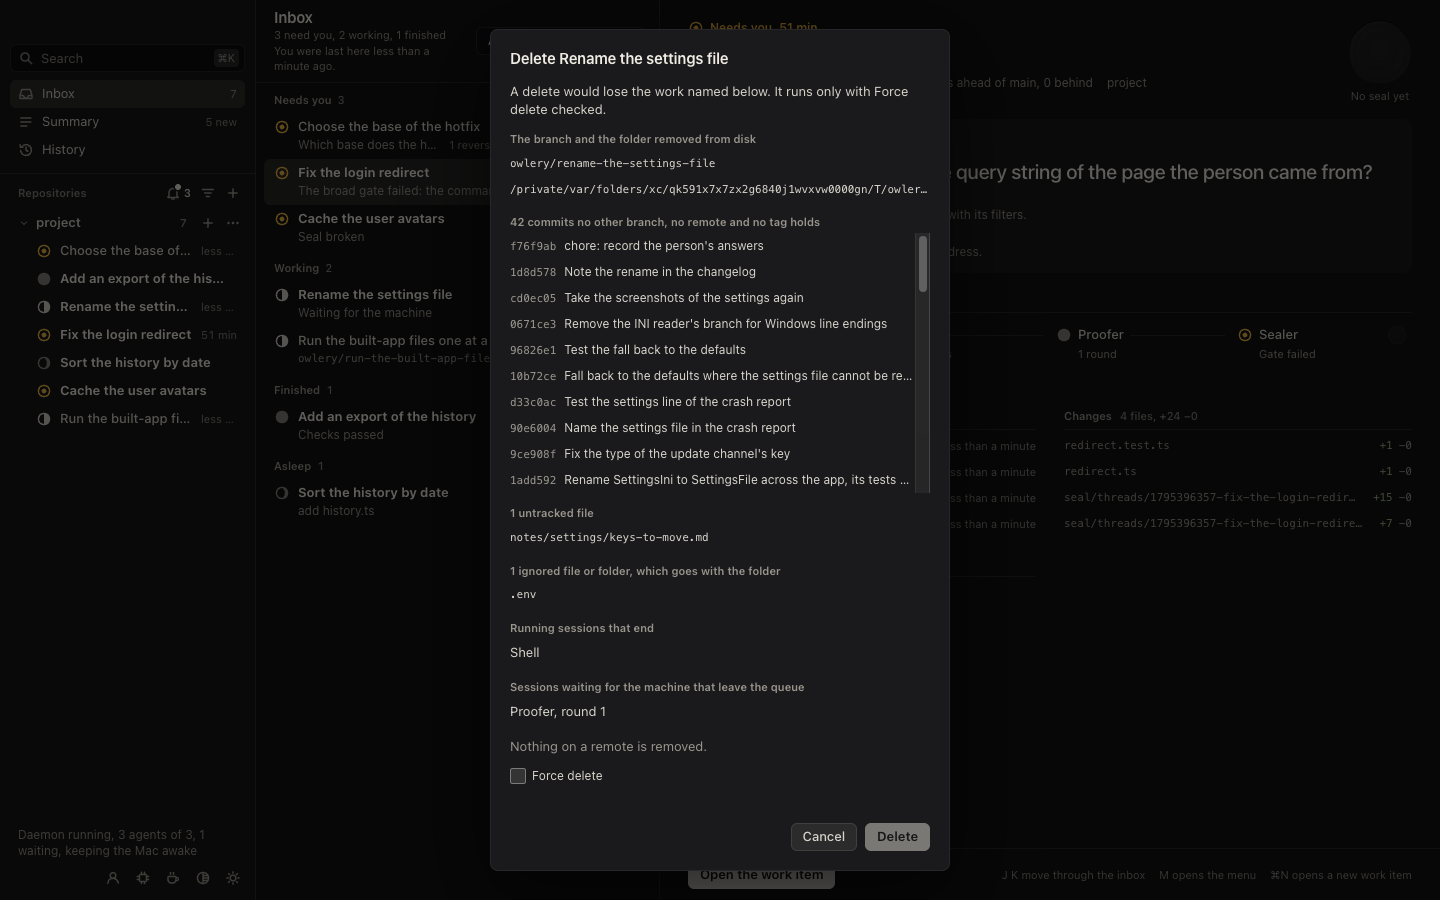 Search
⌘K
Inbox
7
Summary
5 new
History
Repositories
3
project
7
Choose the base of...
less ...
Add an export of the his...
Rename the settin...
less ...
Fix the login redirect
51 min
Sort the history by date
Cache the user avatars
Run the built-app fi...
less ...
Daemon running, 3 agents of 3, 1
waiting, keeping the Mac awake
Inbox
3 need you, 2 working, 1 finished
You were last here less than a
minute ago.
Needs you 3
Choose the base of the hotfix
Which base does the h...
1 revers
Fix the login redirect
The broad gate failed: the comma
Cache the user avatars
Seal broken
Working 2
Rename the settings file
Waiting for the machine
Run the built-app files one at a
owlery/run-the-built-app-file
Finished 1
Add an export of the history
Checks passed
Asleep 1
Sort the history by date
add history.ts
Delete Rename the settings file
A delete would lose the work named below. It runs only with Force
delete checked.
The branch and the folder removed from disk
owlery/rename-the-settings-file
/private/var/folders/xc/qk591x7x7zx2g6840j1wvxvw0000gn/T/owler…
42 commits no other branch, no remote and no tag holds
f76f9ab chore: record the person's answers
1d8d578 Note the rename in the changelog
cd0ec05 Take the screenshots of the settings again
0671ce3 Remove the INI reader's branch for Windows line endings
96826e1 Test the fall back to the defaults
10b72ce Fall back to the defaults where the settings file cannot be re...
d33c0ac Test the settings line of the crash report
90e6004 Name the settings file in the crash report
9ce908f Fix the type of the update channel's key
1add592 Rename SettingsIni to SettingsFile across the app, its tests ...
1 untracked file
notes/settings/keys-to-move.md
1 ignored file or folder, which goes with the folder
.env
Running sessions that end
Shell
Sessions waiting for the machine that leave the queue
Proofer, round 1
Nothing on a remote is removed.
Force delete
Cancel
Delete
Needs you, 51 min
s ahead of main, 0 behind
project
No seal yet
e query string of the page the person came from?
with its filters.
dress.
Proofer
1 round
Sealer
Gate failed
Changes 4 files, +24 −0
ss than a minute
redirect.test.ts
+1 −0
ss than a minute
redirect.ts
+1 −0
ss than a minute
seal/threads/1795396357-fix-the-login-redir…
+15 −0
ss than a minute
seal/threads/1795396357-fix-the-login-redire…
+7 −0
Open the work item
J K move through the inbox
M opens the menu
⌘N opens a new work item